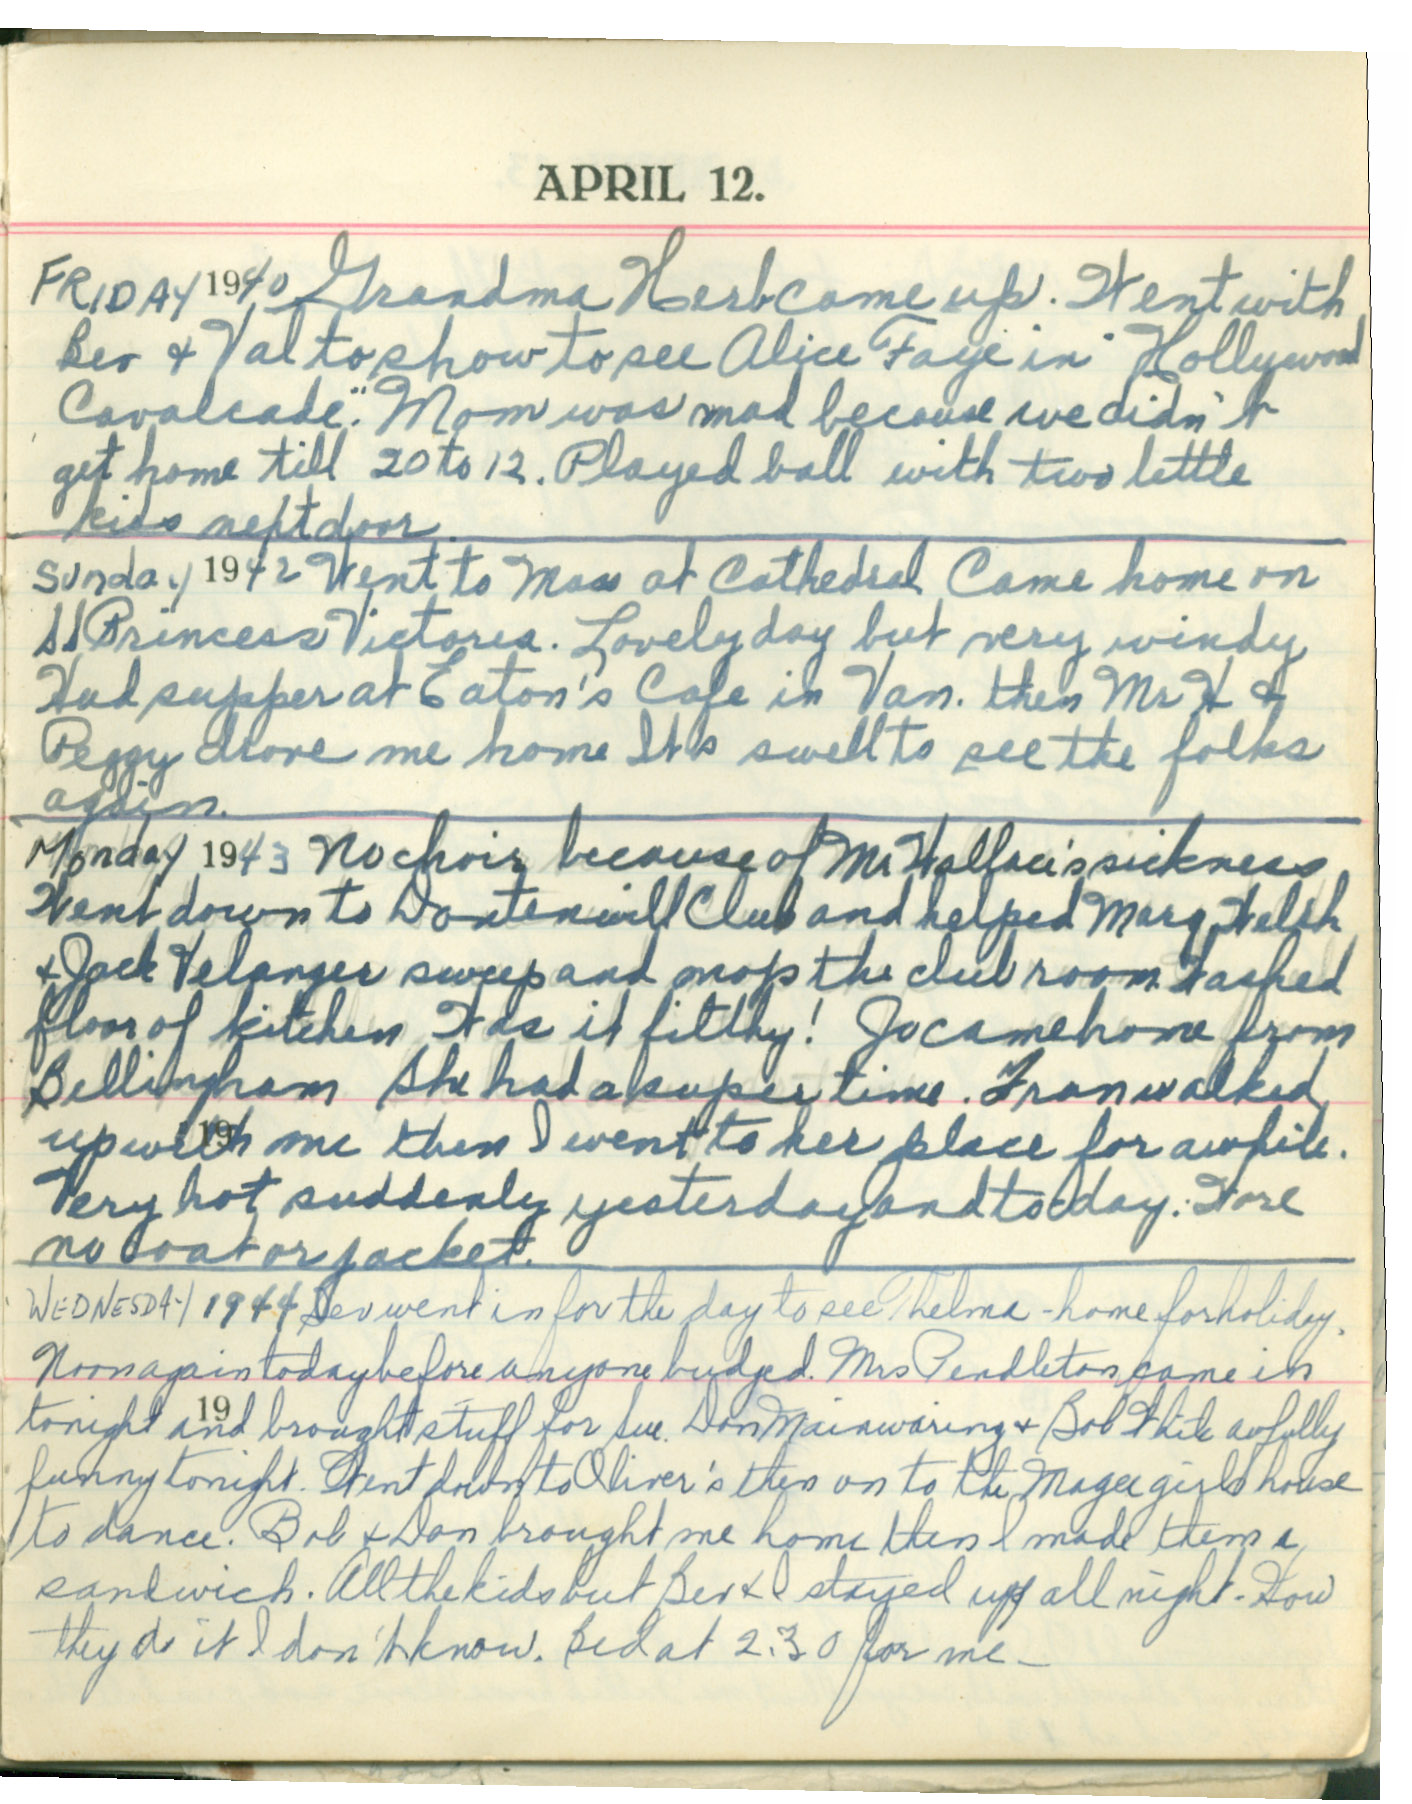 APRIL 12.
FRIDAY 1940 Grandma Herb came up. Went with
Bev & Val to show to see Alice Faye in "Hollywood
Cavalcade." Mom was mad because we didn't
get home till 20 to 12. Played ball with two little
kids next door.
Sunday 1942 Went to Mass at Cathedral Came home on
SS Princess Victoria. Lovely day but very windy
Had supper at Eaton's Cafe in Van. then Mr H &
Peggy drove me home It's swell to see the folks
again.
Monday 1943 No choir because of Mr Wallace's sickness
Went down to Dontenwill Club and helped Marg Welsh
& Jack Velanger sweep and mop the club room. Washed
floor of kitchen Was it filthy! Jo came home from
Bellingham She had a super time. Fran walked
up with me then I went to her place for awhile.
19
Very hot suddenly yesterday and today. Wore
no coat or jacket.
WEDNESDAY 1944 Bev went in for the day to see Thelma - home for holiday.
Noon again today before anyone budged. Mrs Pendleton came in
tonight and brought stuff for Sue. Don Mainwaring & Bob White awfully
19
funny tonight. Went down to Oliver's then on to the Magee girls house
to dance. Bob & Don brought me home then I made them a
sandwich. All the kids but Bev & I stayed up all night - How
they do it I don't know. Bed at 2:30 for me -